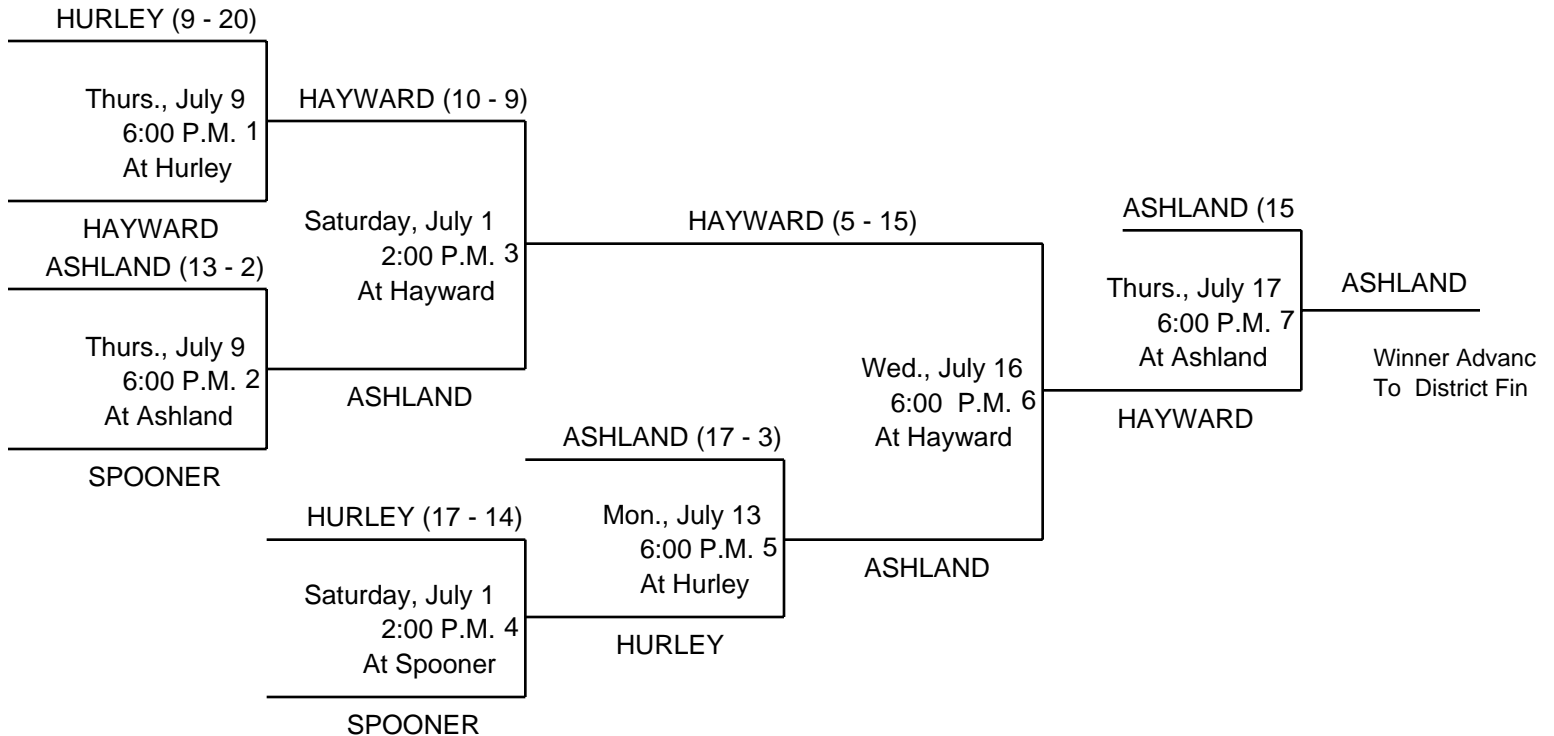 HURLEY (9 - 20)
Thurs., July 9
6:00 P.M. 1
At Hurley
HAYWARD
HAYWARD (10 - 9)
ASHLAND (13 - 2)
Thurs., July 9
6:00 P.M. 2
At Ashland
SPOONER
Saturday, July 1
2:00 P.M. 3
At Hayward
ASHLAND
HAYWARD (5 - 15)
HURLEY (17 - 14)
Saturday, July 1
2:00 P.M. 4
At Spooner
SPOONER
ASHLAND (17 - 3)
Mon., July 13
6:00 P.M. 5
At Hurley
HURLEY
Wed., July 16
6:00 P.M. 6
At Hayward
ASHLAND
ASHLAND (15
Thurs., July 17
6:00 P.M. 7
At Ashland
HAYWARD
ASHLAND
Winner Advanc
To District Fin